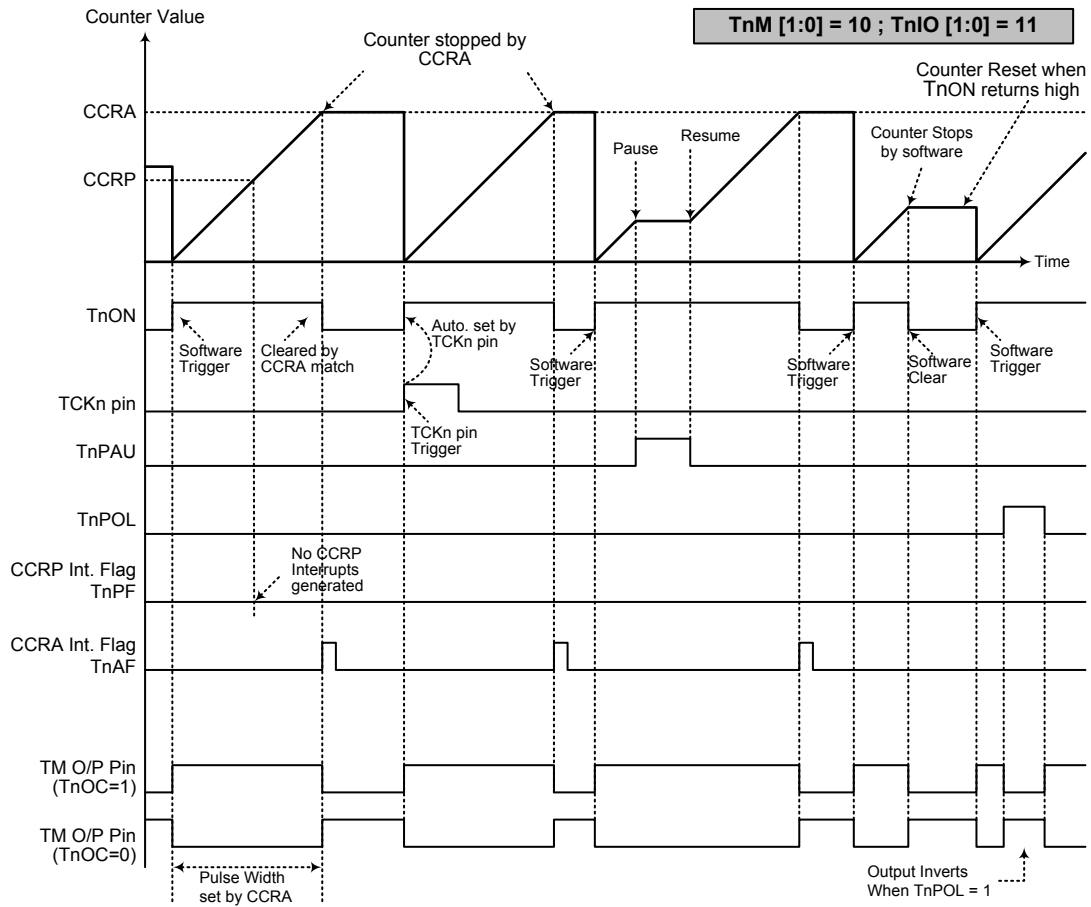 Counter Value
TnM [1:0] = 10 ; TnIO [1:0] = 11
Counter stopped by
CCRA
Counter Reset when
TnON returns high
CCRA
Pause
Resume
Counter Stops
by software
CCRP
Time
TnON
Software
Trigger
Cleared by
CCRA match
Auto. set by
TCKn pin
Software
Trigger
Software
Trigger
Software
Clear
Software
Trigger
TCKn pin
TCKn pin
Trigger
TnPAU
TnPOL
No CCRP
Interrupts
generated
CCRP Int. Flag
TnPF
CCRA Int. Flag
TnAF
TM O/P Pin
(TnOC=1)
TM O/P Pin
(TnOC=0)
Pulse Width
set by CCRA
Output Inverts
When TnPOL = 1